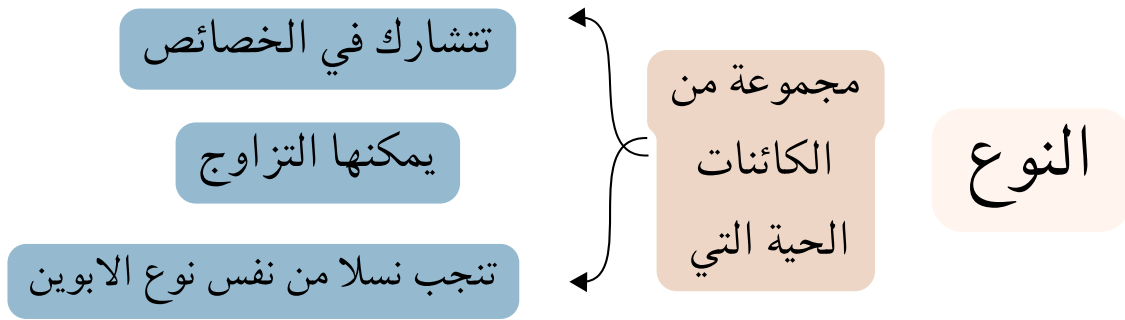 النوع
مجموعة من
الكائنات
الحية التي
تتشارك في الخصائص
يمكنها التزاوج
تنجب نسلا من نفس نوع الابوين